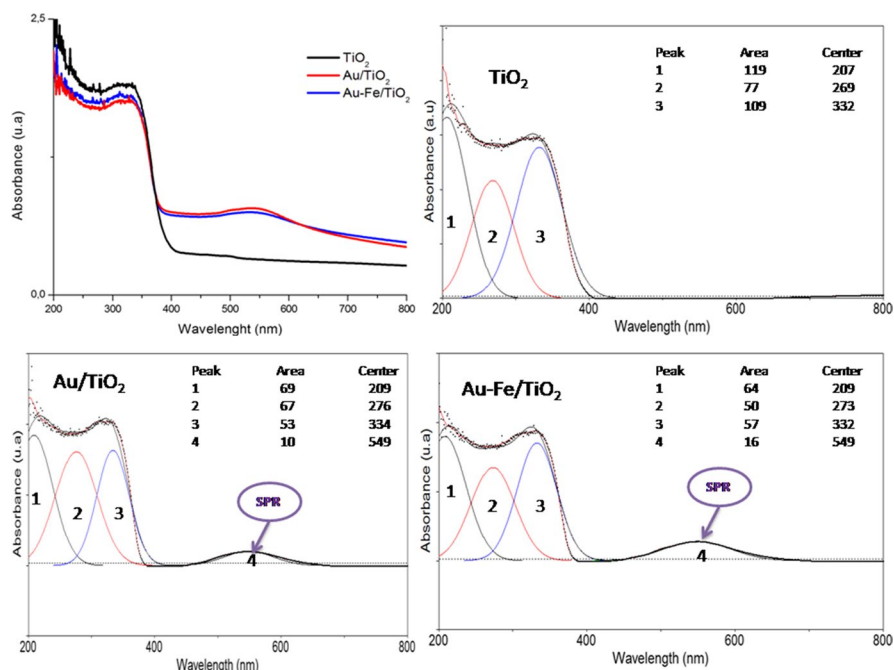 2,5
TiO2
Au/TiO2
Au-Fe/TiO2
Absorbance (u.a)
0,0
200 300 400 500 600 700 800
Wavelenght (nm)
TiO2
Peak Area Center
1 119 207
2 77 269
3 109 332
Absorbance (a.u)
1
2
3
200 400 600 800
Wavelength (nm)
Au/TiO2
Peak Area Center
1 69 209
2 67 276
3 53 334
4 10 549
Absorbance (u.a)
SPR
1
2
3
4
200 400 600 800
Wavelength (nm)
Au-Fe/TiO2
Peak Area Center
1 64 209
2 50 273
3 57 332
4 16 549
Absorbance (u.a)
SPR
1
2
3
4
200 400 600 800
Wavelength (nm)